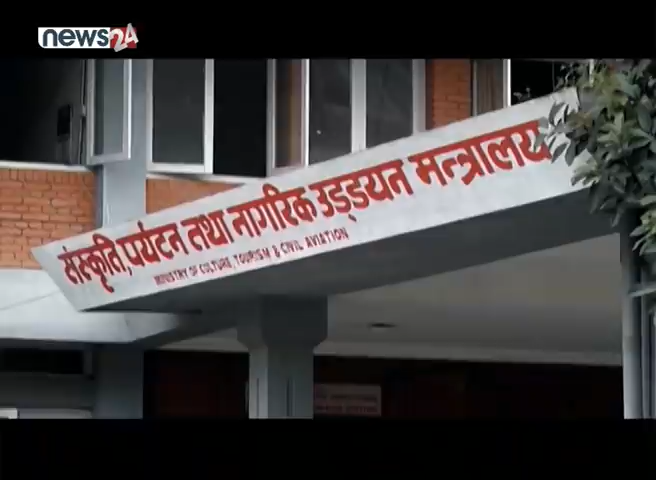 news24
संस्कृति, पर्यटन तथा नागरिक उड्डयन मन्त्रालय
MINISTRY OF CULTURE, TOURISM & CIVIL AVIATION